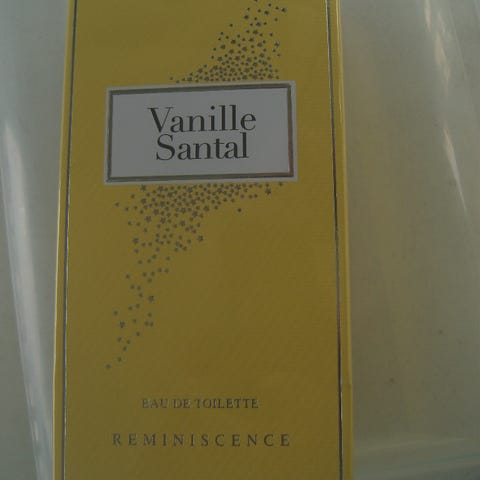 Vanille
Santal
EAU DE TOILETTE
REMINISCENCE